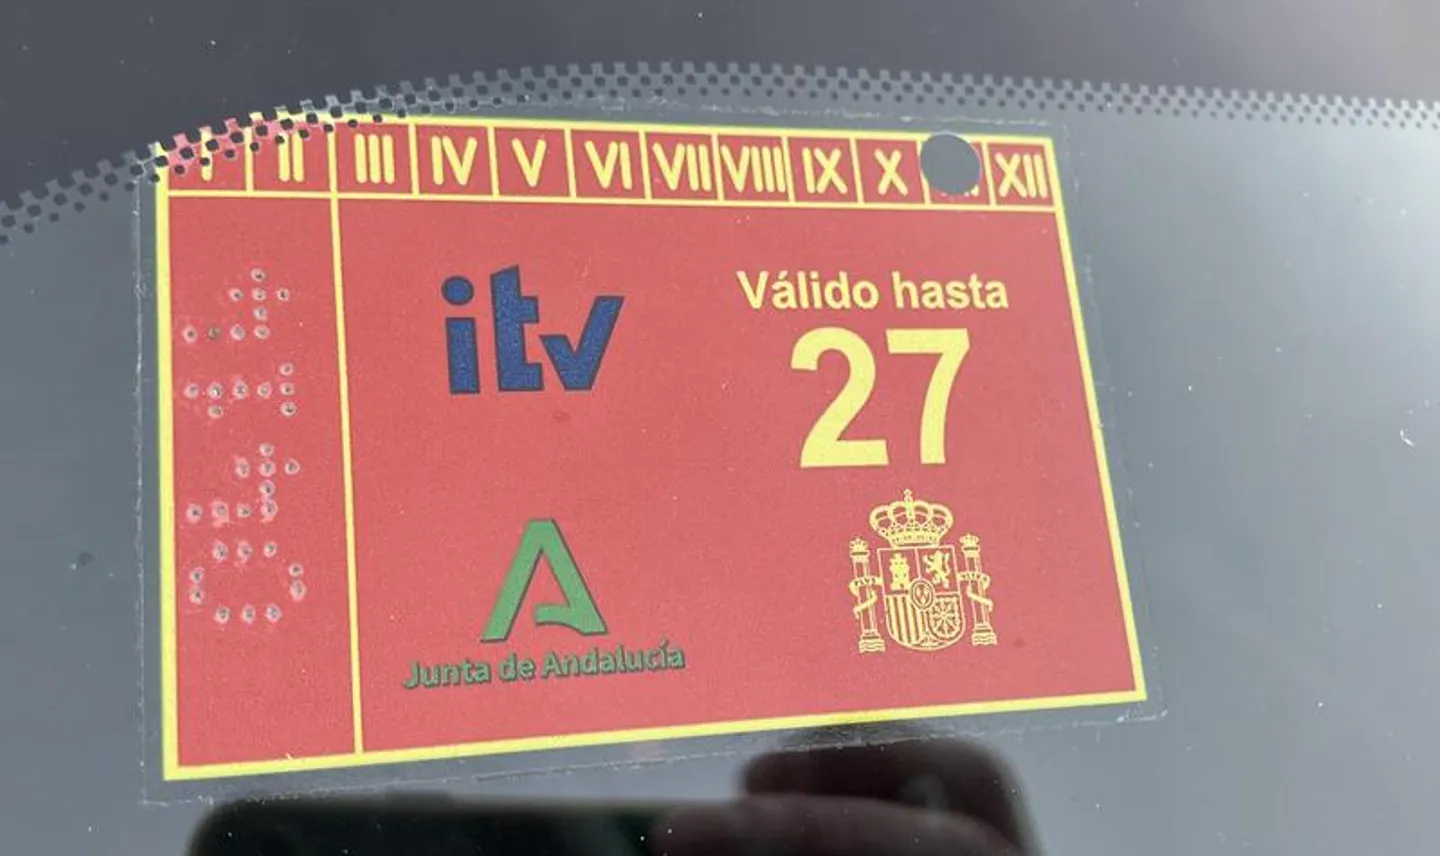 I II III IV V VI VII VIII IX X XII
itv
Válido hasta
27
Junta de Andalucía